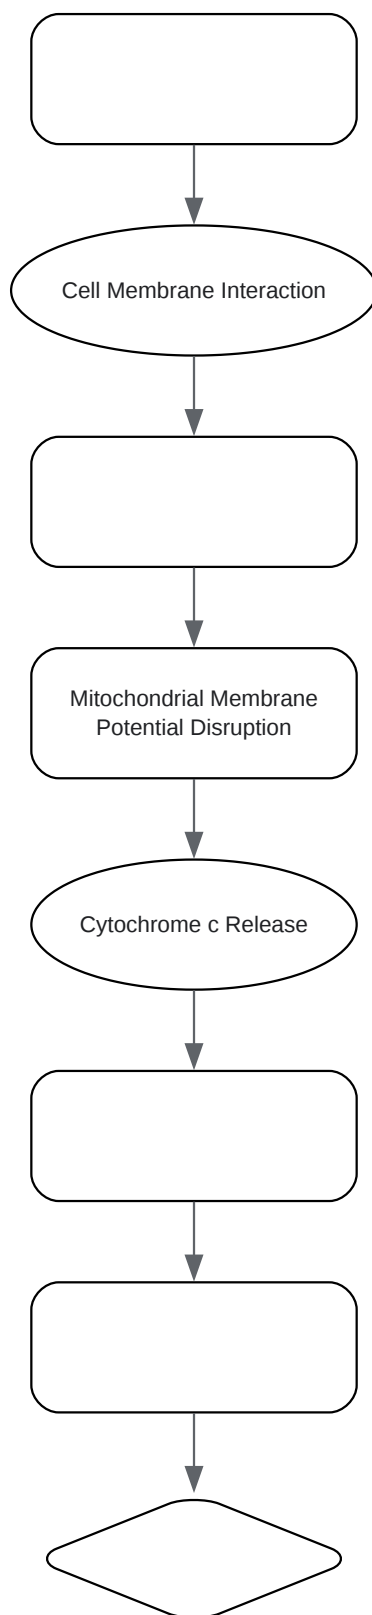 Cell Membrane Interaction
Mitochondrial Membrane
Potential Disruption
Cytochrome c Release